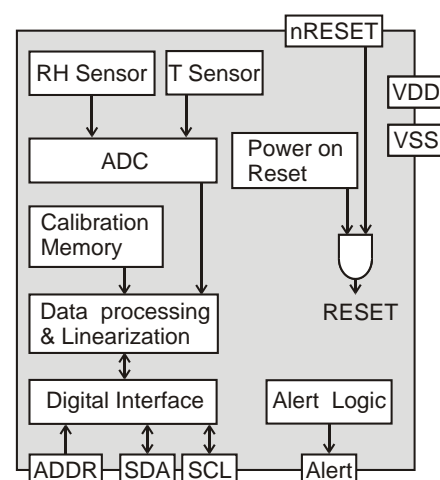 nRESET
RH Sensor
T Sensor
VDD
VSS
ADC
Power on
Reset
Calibration
Memory
RESET
Data processing
& Linearization
Digital Interface
Alert Logic
ADDR
SDA
SCL
Alert